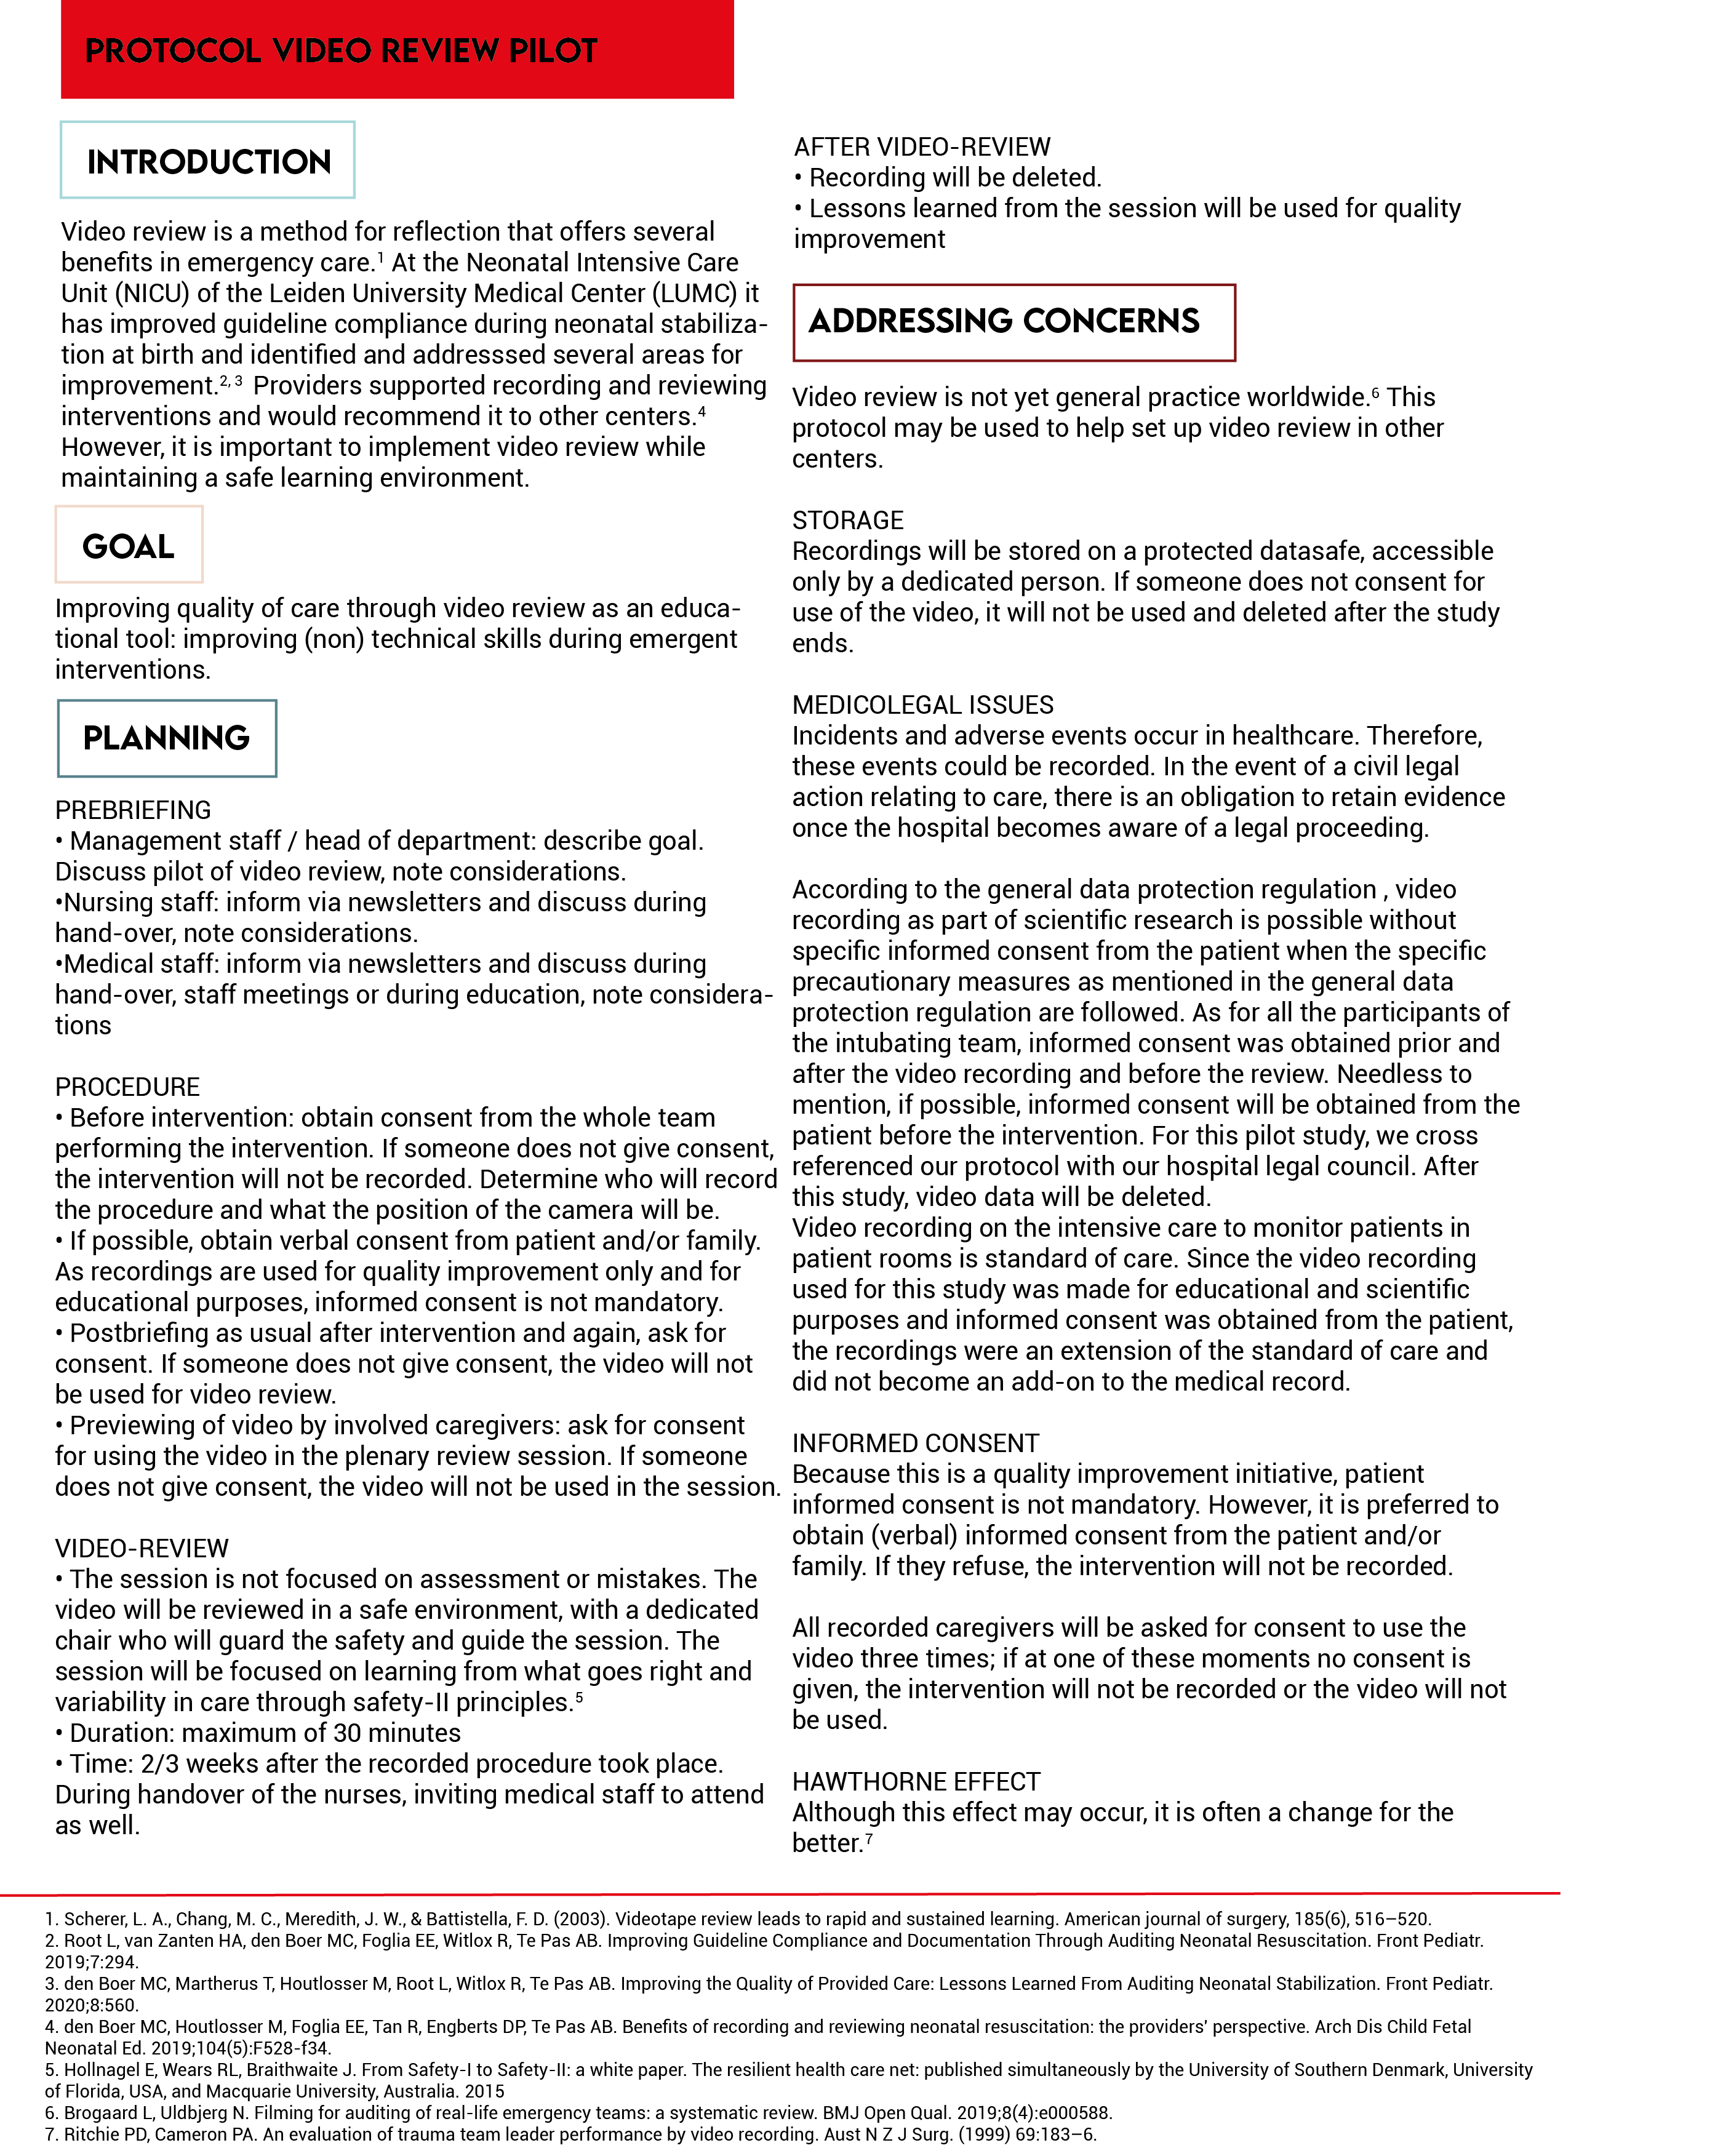 PROTOCOL VIDEO REVIEW PILOT
INTRODUCTION
Video review is a method for reflection that offers several
benefits in emergency care.1 At the Neonatal Intensive Care
Unit (NICU) of the Leiden University Medical Center (LUMC) it
has improved guideline compliance during neonatal stabiliza-
tion at birth and identified and addresssed several areas for
improvement.2, 3 Providers supported recording and reviewing
interventions and would recommend it to other centers.4
However, it is important to implement video review while
maintaining a safe learning environment.
GOAL
Improving quality of care through video review as an educa-
tional tool: improving (non) technical skills during emergent
interventions.
PLANNING
PREBRIEFING
• Management staff / head of department: describe goal.
Discuss pilot of video review, note considerations.
•Nursing staff: inform via newsletters and discuss during
hand-over, note considerations.
•Medical staff: inform via newsletters and discuss during
hand-over, staff meetings or during education, note considera-
tions
PROCEDURE
• Before intervention: obtain consent from the whole team
performing the intervention. If someone does not give consent,
the intervention will not be recorded. Determine who will record
the procedure and what the position of the camera will be.
• If possible, obtain verbal consent from patient and/or family.
As recordings are used for quality improvement only and for
educational purposes, informed consent is not mandatory.
• Postbriefing as usual after intervention and again, ask for
consent. If someone does not give consent, the video will not
be used for video review.
• Previewing of video by involved caregivers: ask for consent
for using the video in the plenary review session. If someone
does not give consent, the video will not be used in the session.
VIDEO-REVIEW
• The session is not focused on assessment or mistakes. The
video will be reviewed in a safe environment, with a dedicated
chair who will guard the safety and guide the session. The
session will be focused on learning from what goes right and
variability in care through safety-II principles.5
• Duration: maximum of 30 minutes
• Time: 2/3 weeks after the recorded procedure took place.
During handover of the nurses, inviting medical staff to attend
as well.
AFTER VIDEO-REVIEW
• Recording will be deleted.
• Lessons learned from the session will be used for quality
improvement
ADDRESSING CONCERNS
Video review is not yet general practice worldwide.6 This
protocol may be used to help set up video review in other
centers.
STORAGE
Recordings will be stored on a protected datasafe, accessible
only by a dedicated person. If someone does not consent for
use of the video, it will not be used and deleted after the study
ends.
MEDICOLEGAL ISSUES
Incidents and adverse events occur in healthcare. Therefore,
these events could be recorded. In the event of a civil legal
action relating to care, there is an obligation to retain evidence
once the hospital becomes aware of a legal proceeding.
According to the general data protection regulation , video
recording as part of scientific research is possible without
specific informed consent from the patient when the specific
precautionary measures as mentioned in the general data
protection regulation are followed. As for all the participants of
the intubating team, informed consent was obtained prior and
after the video recording and before the review. Needless to
mention, if possible, informed consent will be obtained from the
patient before the intervention. For this pilot study, we cross
referenced our protocol with our hospital legal council. After
this study, video data will be deleted.
Video recording on the intensive care to monitor patients in
patient rooms is standard of care. Since the video recording
used for this study was made for educational and scientific
purposes and informed consent was obtained from the patient,
the recordings were an extension of the standard of care and
did not become an add-on to the medical record.
INFORMED CONSENT
Because this is a quality improvement initiative, patient
informed consent is not mandatory. However, it is preferred to
obtain (verbal) informed consent from the patient and/or
family. If they refuse, the intervention will not be recorded.
All recorded caregivers will be asked for consent to use the
video three times; if at one of these moments no consent is
given, the intervention will not be recorded or the video will not
be used.
HAWTHORNE EFFECT
Although this effect may occur, it is often a change for the
better.7
1. Scherer, L. A., Chang, M. C., Meredith, J. W., & Battistella, F. D. (2003). Videotape review leads to rapid and sustained learning. American journal of surgery, 185(6), 516–520.
2. Root L, van Zanten HA, den Boer MC, Foglia EE, Witlox R, Te Pas AB. Improving Guideline Compliance and Documentation Through Auditing Neonatal Resuscitation. Front Pediatr.
2019;7:294.
3. den Boer MC, Martherus T, Houtlosser M, Root L, Witlox R, Te Pas AB. Improving the Quality of Provided Care: Lessons Learned From Auditing Neonatal Stabilization. Front Pediatr.
2020;8:560.
4. den Boer MC, Houtlosser M, Foglia EE, Tan R, Engberts DP, Te Pas AB. Benefits of recording and reviewing neonatal resuscitation: the providers' perspective. Arch Dis Child Fetal
Neonatal Ed. 2019;104(5):F528-f34.
5. Hollnagel E, Wears RL, Braithwaite J. From Safety-I to Safety-II: a white paper. The resilient health care net: published simultaneously by the University of Southern Denmark, University
of Florida, USA, and Macquarie University, Australia. 2015
6. Brogaard L, Uldbjerg N. Filming for auditing of real-life emergency teams: a systematic review. BMJ Open Qual. 2019;8(4):e000588.
7. Ritchie PD, Cameron PA. An evaluation of trauma team leader performance by video recording. Aust N Z J Surg. (1999) 69:183–6.